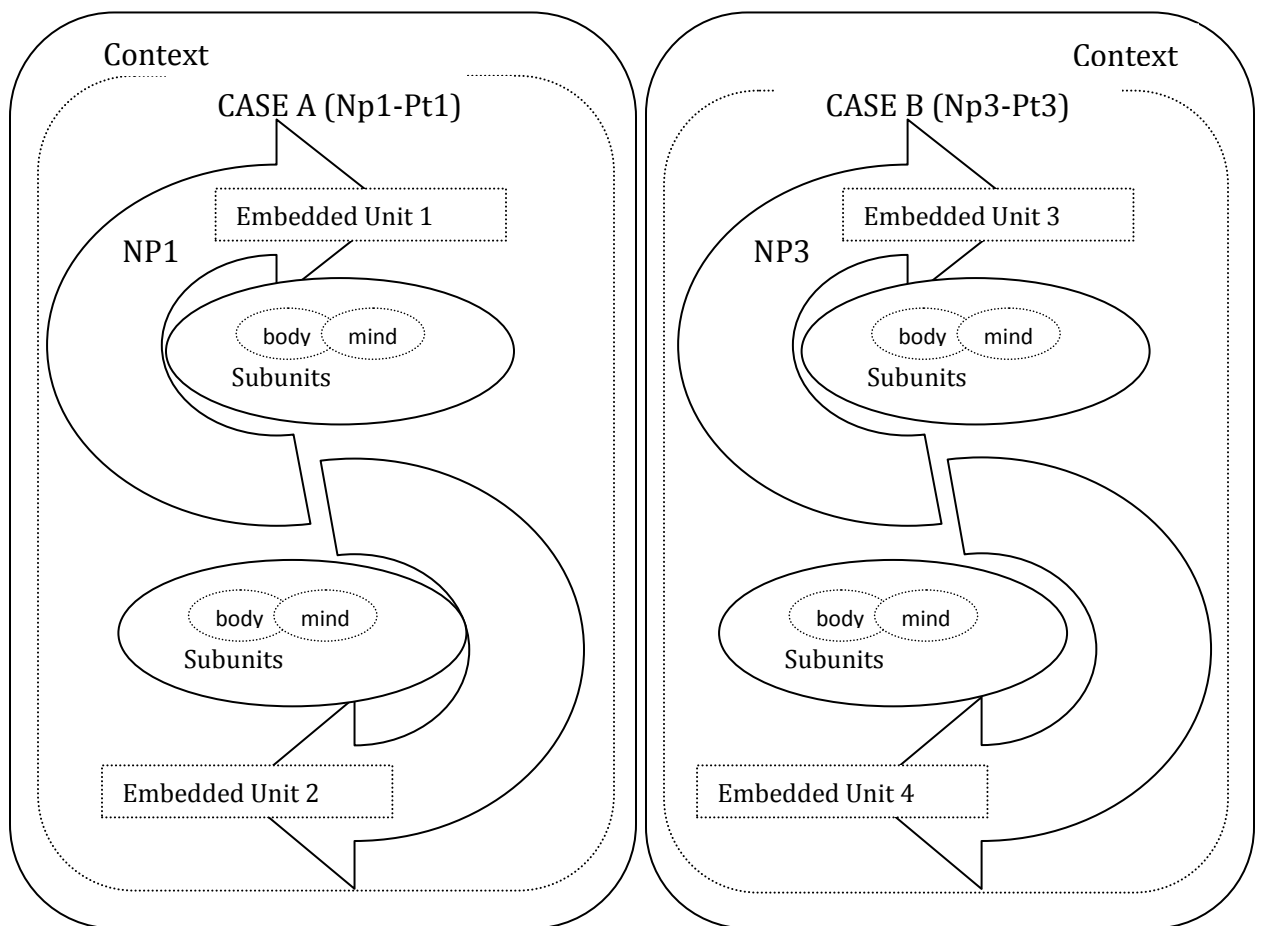 Context
CASE A (Np1-Pt1)
Embedded Unit 1
NP1
body
mind
Subunits
body
mind
Subunits
Embedded Unit 2
Context
CASE B (Np3-Pt3)
Embedded Unit 3
NP3
body
mind
Subunits
body
mind
Subunits
Embedded Unit 4